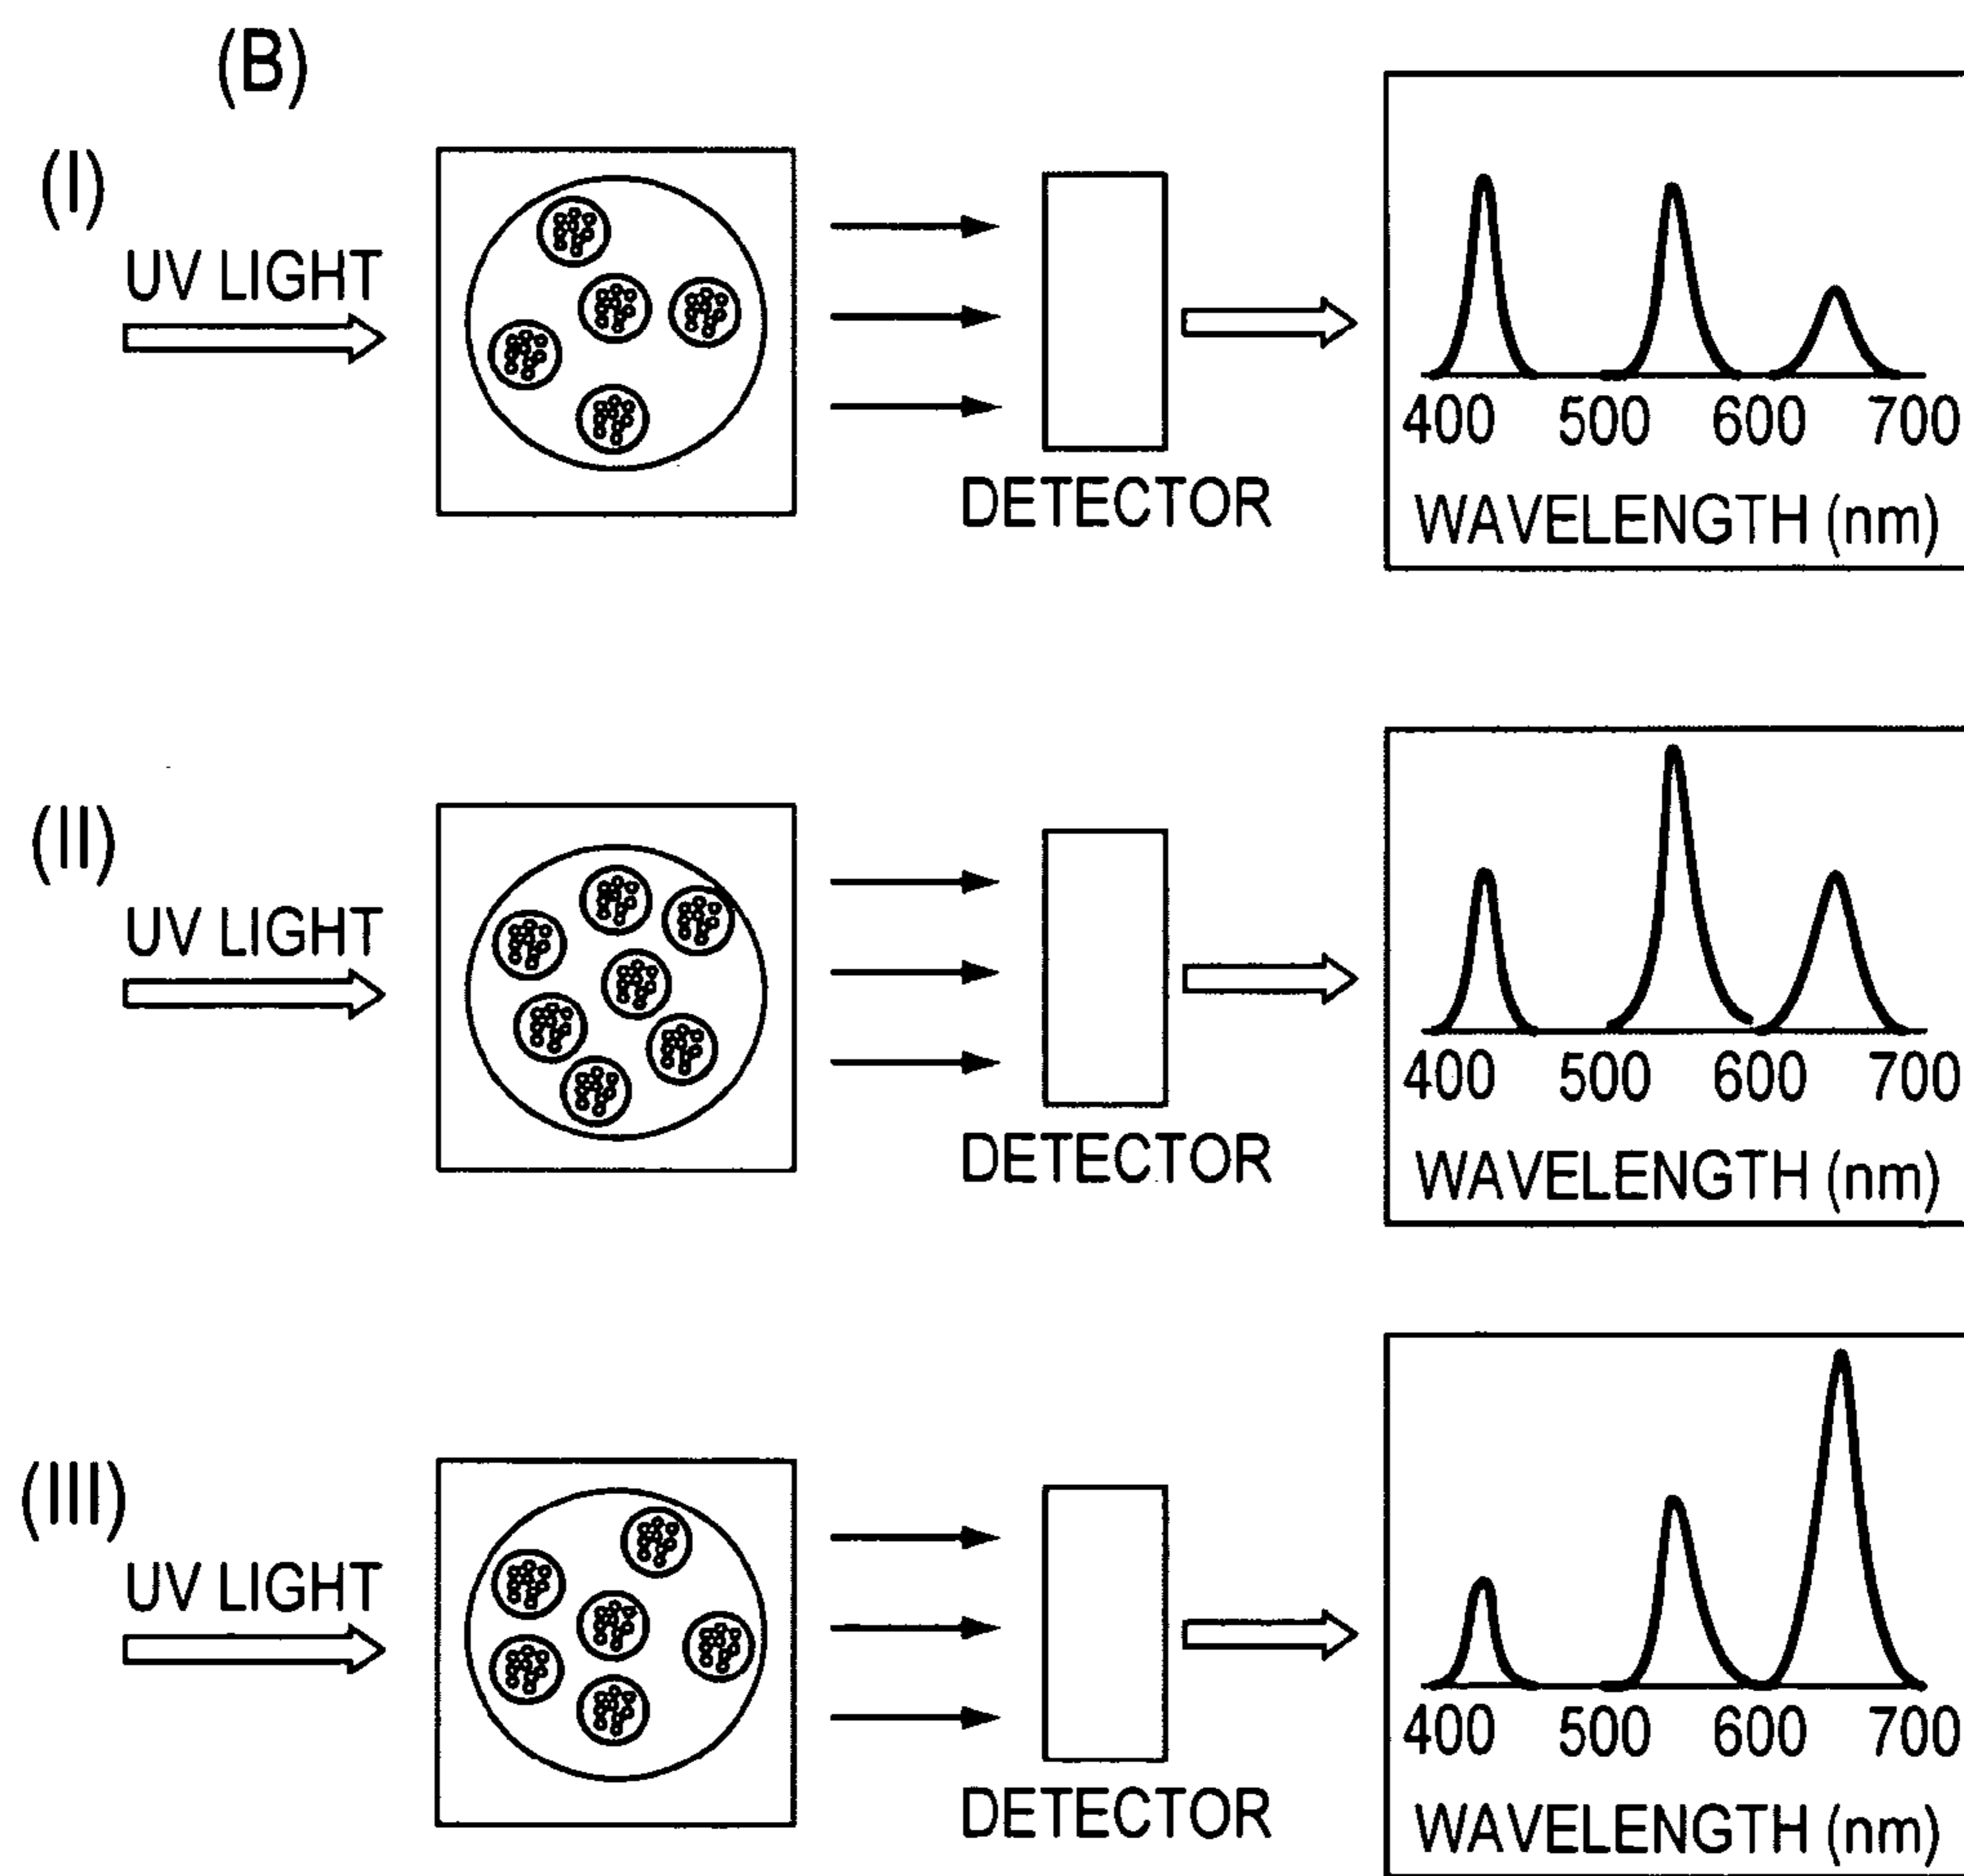 (B)
(I)
UV LIGHT
DETECTOR
400 500 600 700
WAVELENGTH (nm)
(II)
UV LIGHT
DETECTOR
400 500 600 700
WAVELENGTH (nm)
(III)
UV LIGHT
DETECTOR
400 500 600 700
WAVELENGTH (nm)